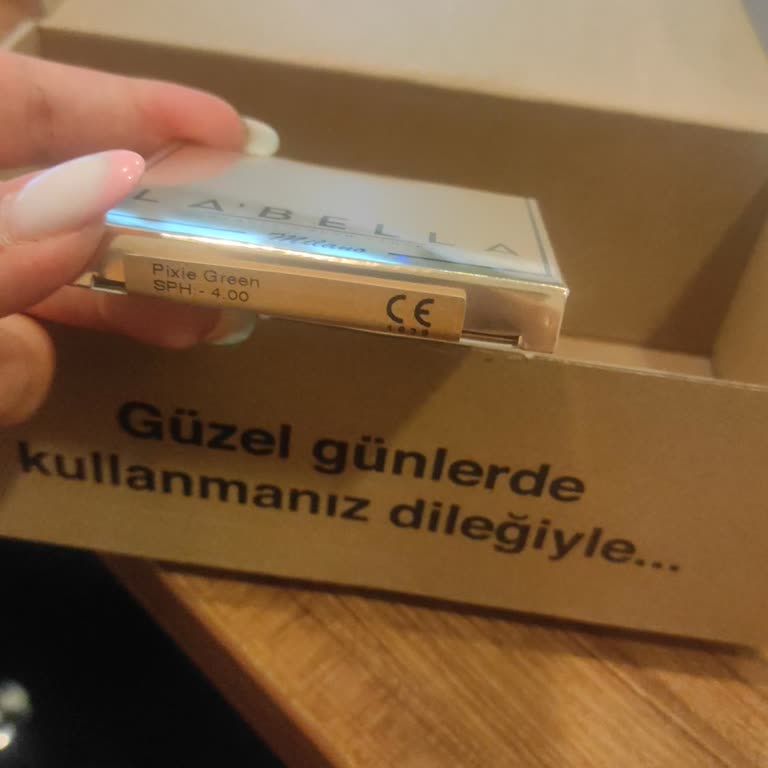 LA'BELLA
Milano
Pixie Green
SPH:- 4.00
CE
Güzel günlerde
kullanmanız dileğiyle...